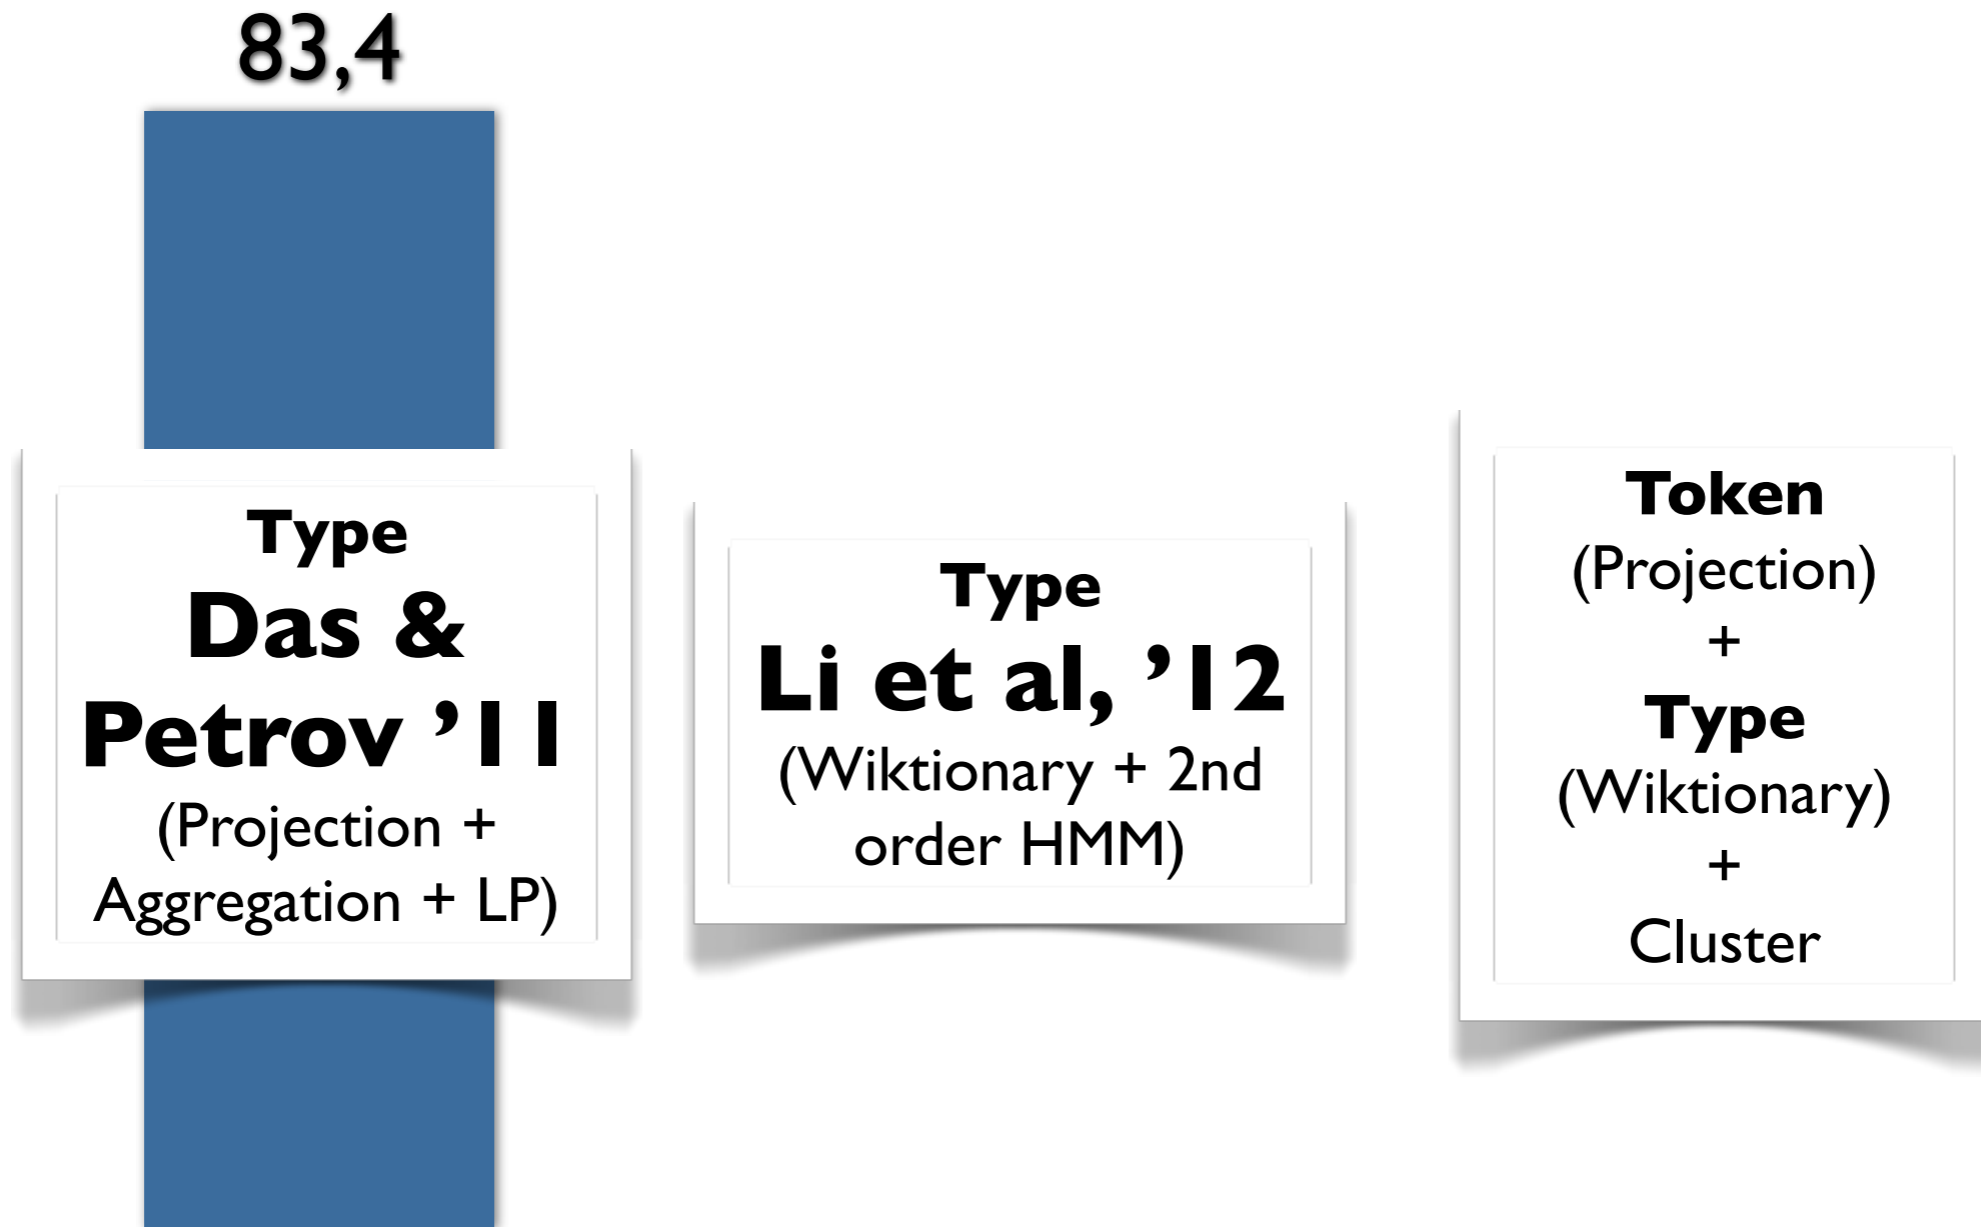 83,4
Type
Das &
Petrov ’11
(Projection +
Aggregation + LP)
Type
Li et al, ’12
(Wiktionary + 2nd
order HMM)
Token
(Projection)
+
Type
(Wiktionary)
+
Cluster